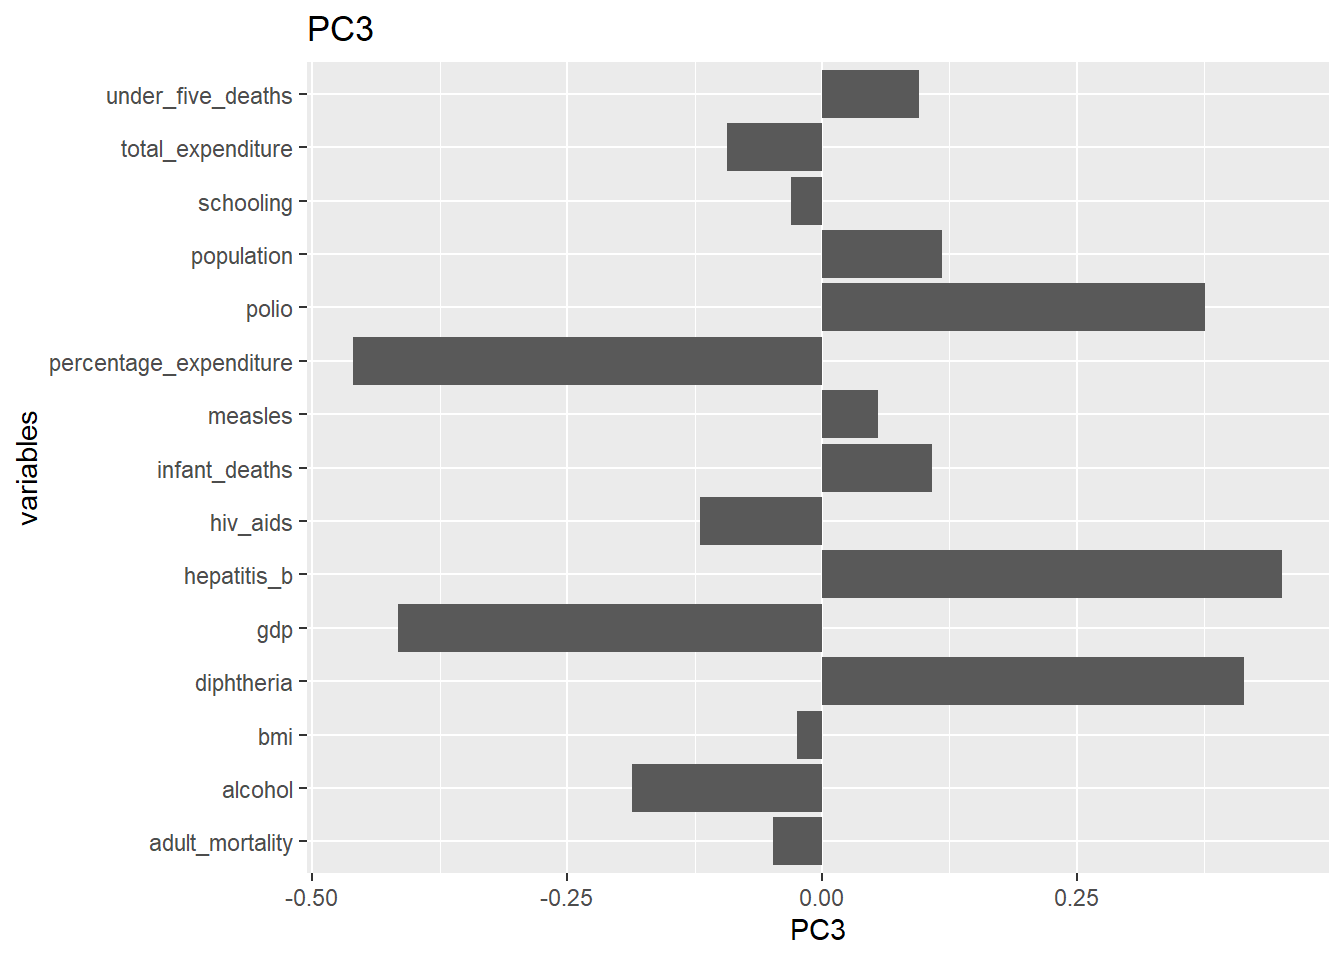 PC3
under_five_deaths
total_expenditure
schooling
population
polio
percentage_expenditure
measles
infant_deaths
hiv_aids
hepatitis_b
gdp
diphtheria
bmi
alcohol
adult_mortality
variables
-0.50 -0.25 0.00 0.25
PC3